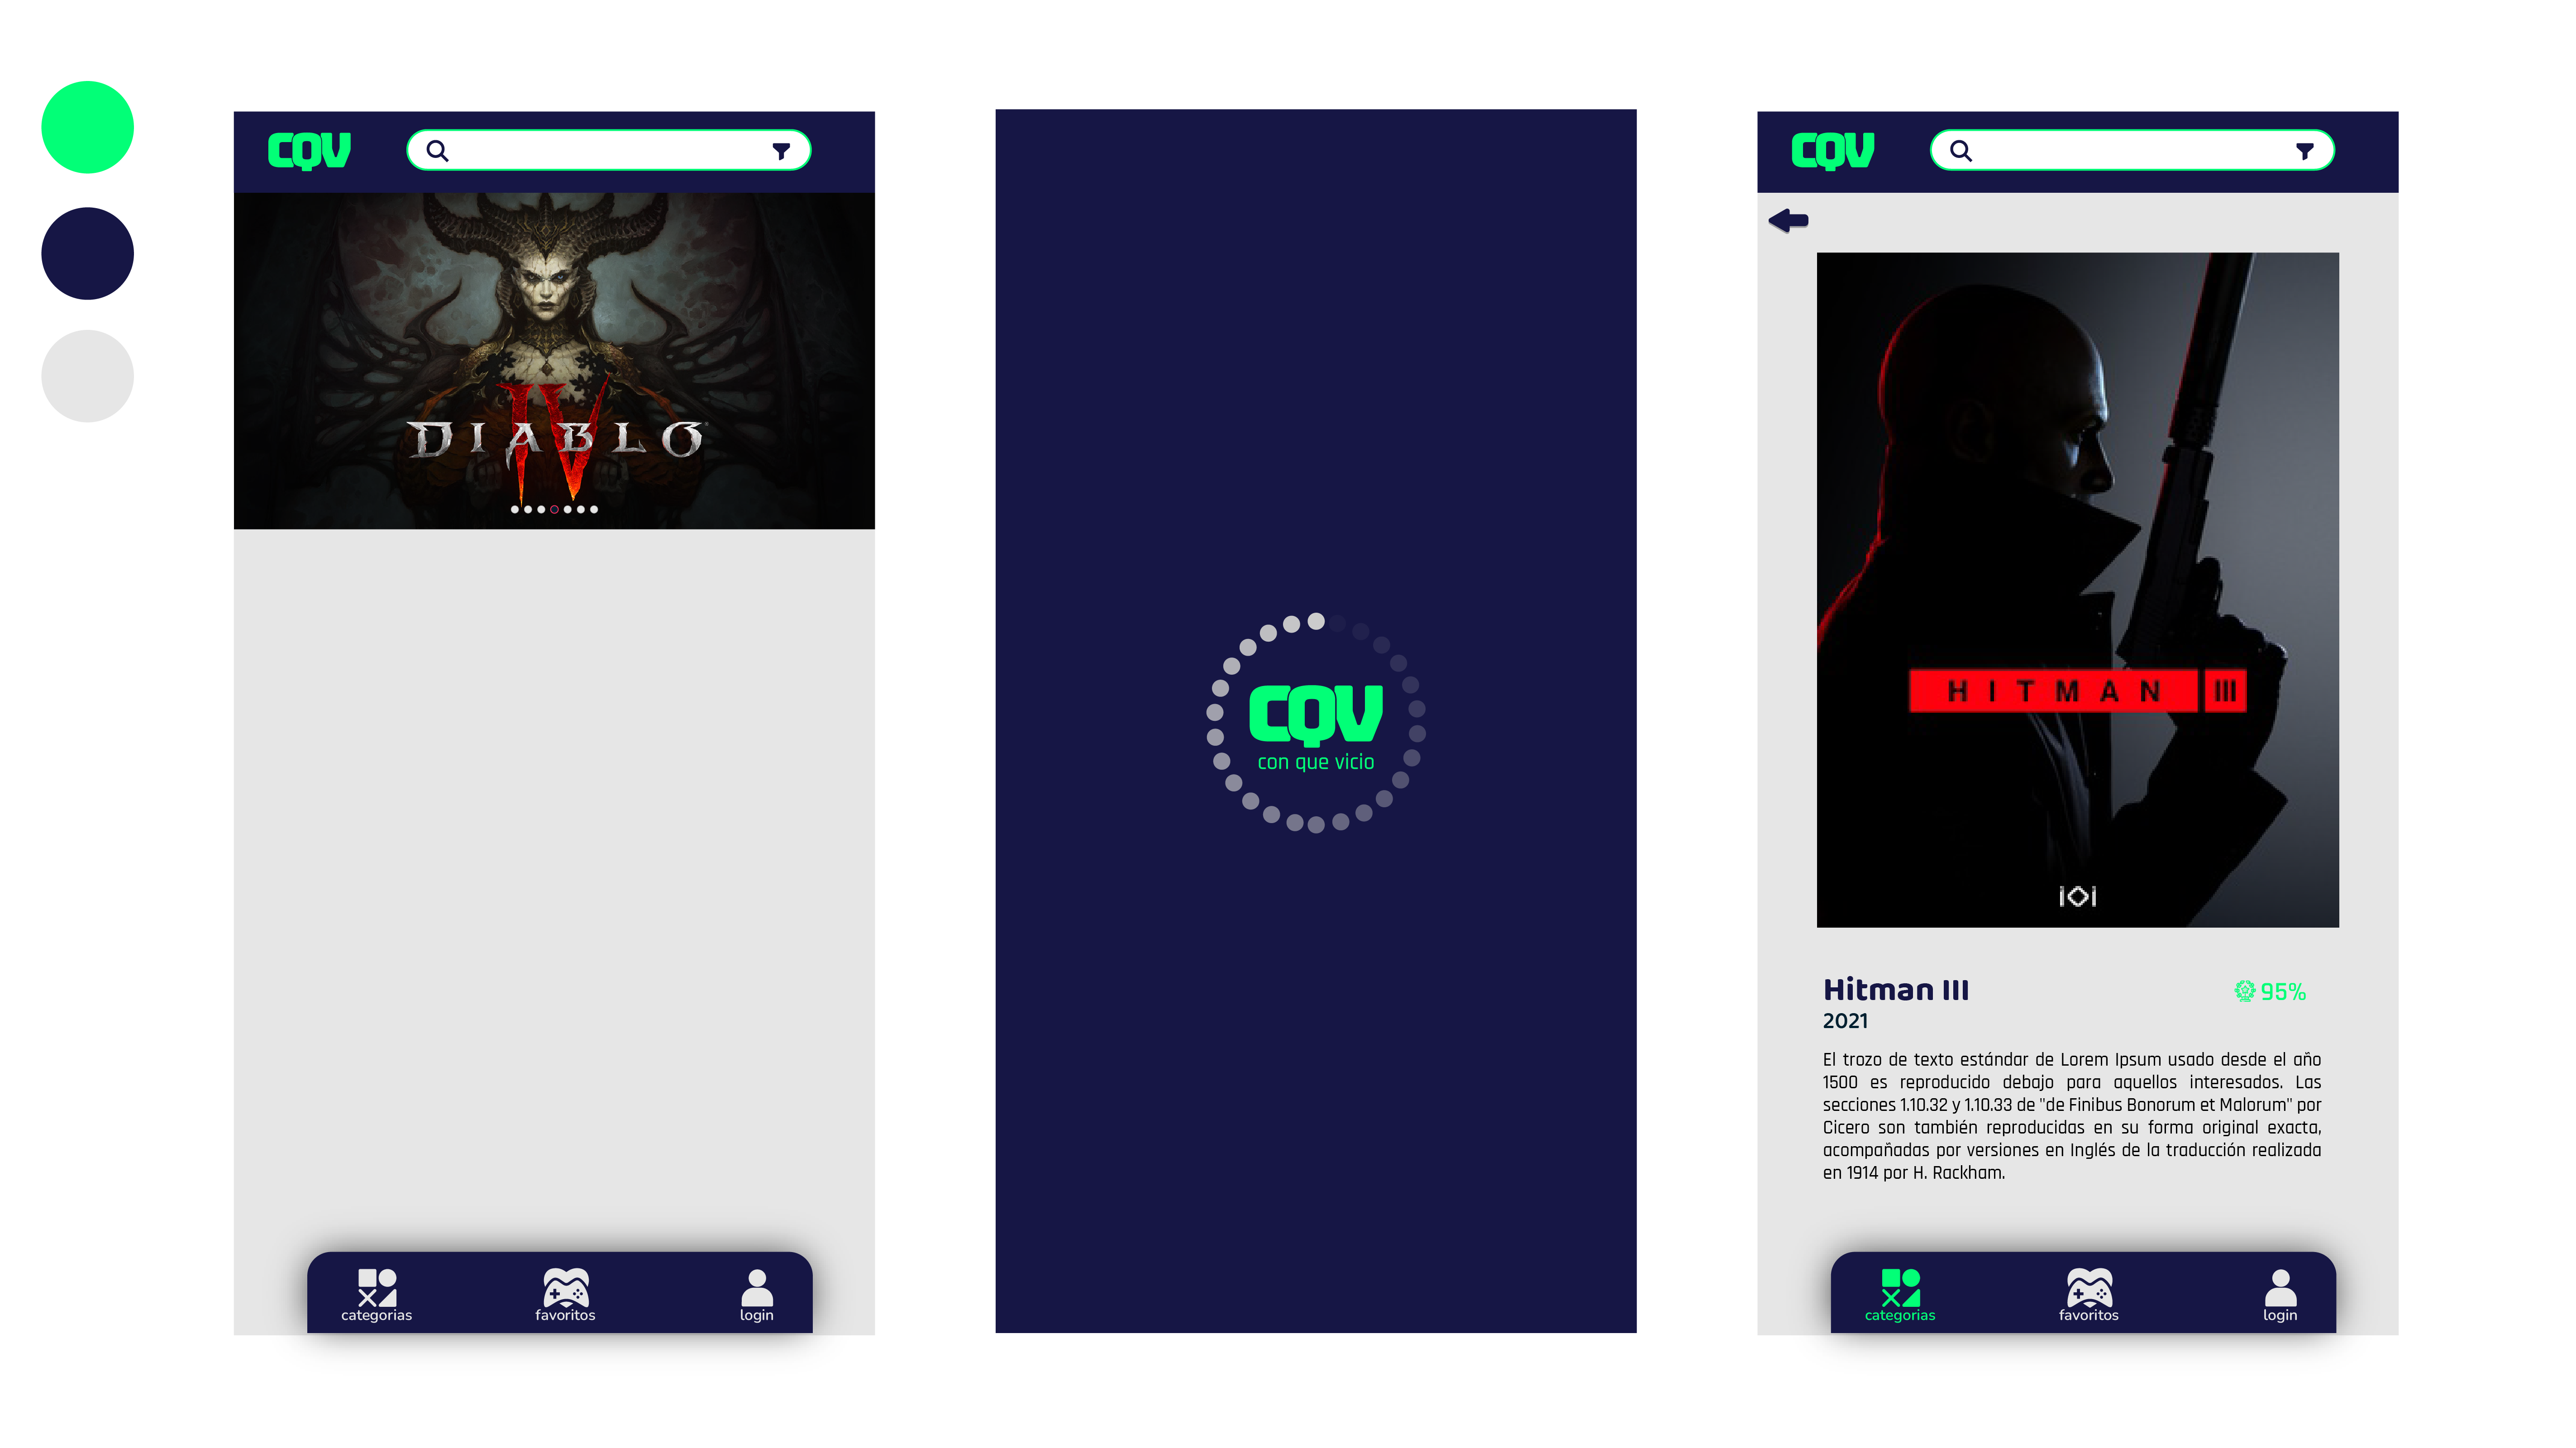 CQV
DIABLO
IV
categorias
favoritos
login
CQV
con que vicio
CQV
HITMAN III
IOI
Hitman III
95%
2021
El trozo de texto estándar de Lorem Ipsum usado desde el año
1500 es reproducido debajo para aquellos interesados. Las
secciones 1.10.32 y 1.10.33 de "de Finibus Bonorum et Malorum" por
Cicero son también reproducidas en su forma original exacta,
acompañadas por versiones en Inglés de la traducción realizada
en 1914 por H. Rackham.
categorias
favoritos
login